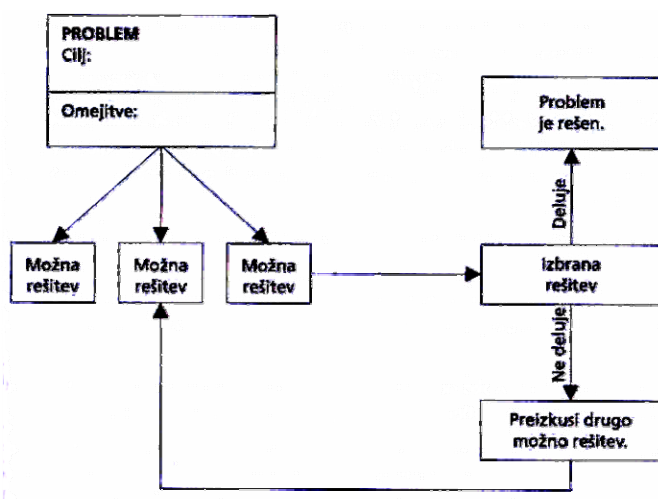 PROBLEM
Cilj:
Omejitve:
Problem
je rešen.
Deluje
Možna
rešitev
Možna
rešitev
Možna
rešitev
Izbrana
rešitev
Ne deluje
Preizkusi drugo
možno rešitev.